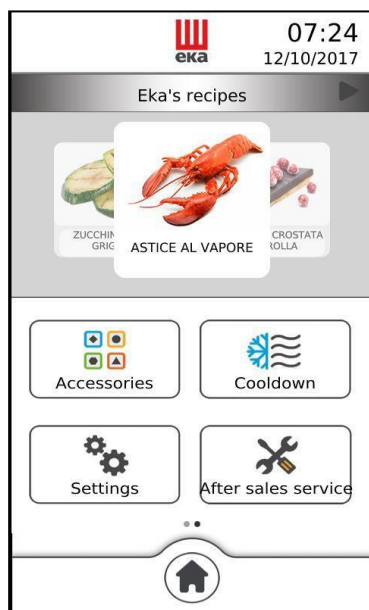 eka
07:24
12/10/2017
Eka's recipes
ZUCCHIN
GRIG
ASTICE AL VAPORE
CROSTATA
ROLLA
Accessories
Cooldown
Settings
After sales service